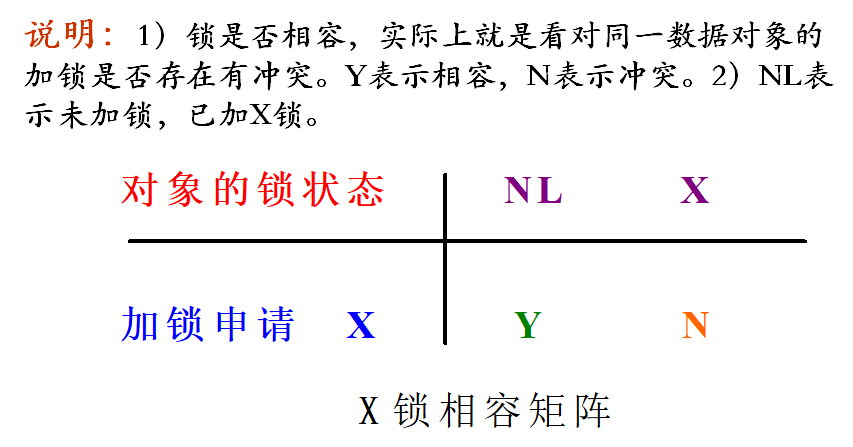 说明：1）锁是否相容，实际上就是看对同一数据对象的
加锁是否存在有冲突。Y表示相容，N表示冲突。2）NL表
示未加锁，已加X锁。
对象的锁状态 NL X
加锁申请 X Y N
X锁相容矩阵